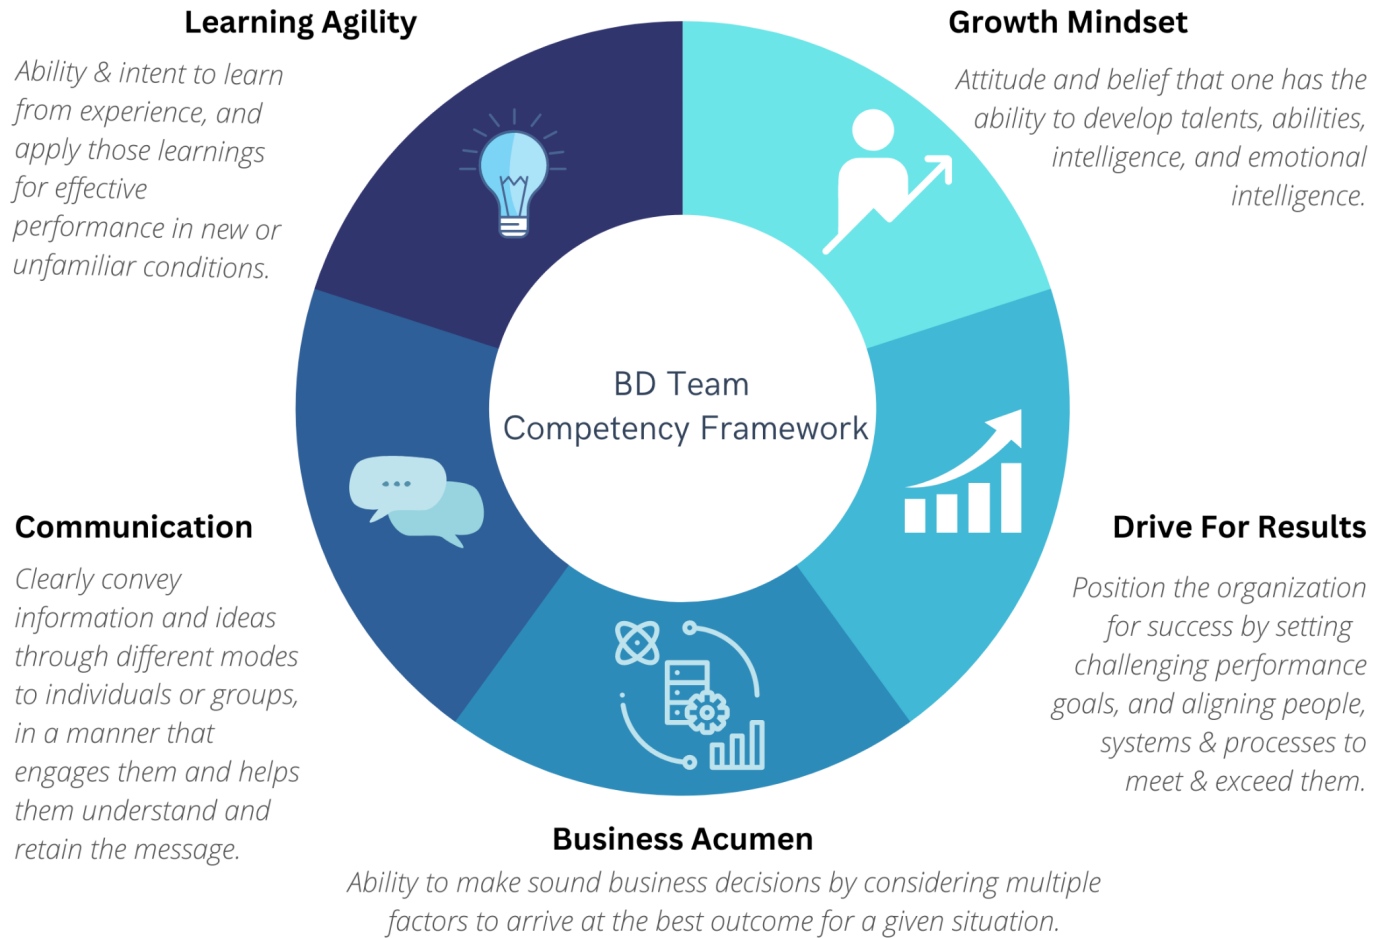 Learning Agility
Ability & intent to learn
from experience, and
apply those learnings
for effective
performance in new or
unfamiliar conditions.
Growth Mindset
Attitude and belief that one has the
ability to develop talents, abilities,
intelligence, and emotional
intelligence.
BD Team
Competency Framework
Communication
Clearly convey
information and ideas
through different modes
to individuals or groups,
in a manner that
engages them and helps
them understand and
retain the message.
Drive For Results
Position the organization
for success by setting
challenging performance
goals, and aligning people,
systems & processes to
meet & exceed them.
Business Acumen
Ability to make sound business decisions by considering multiple
factors to arrive at the best outcome for a given situation.